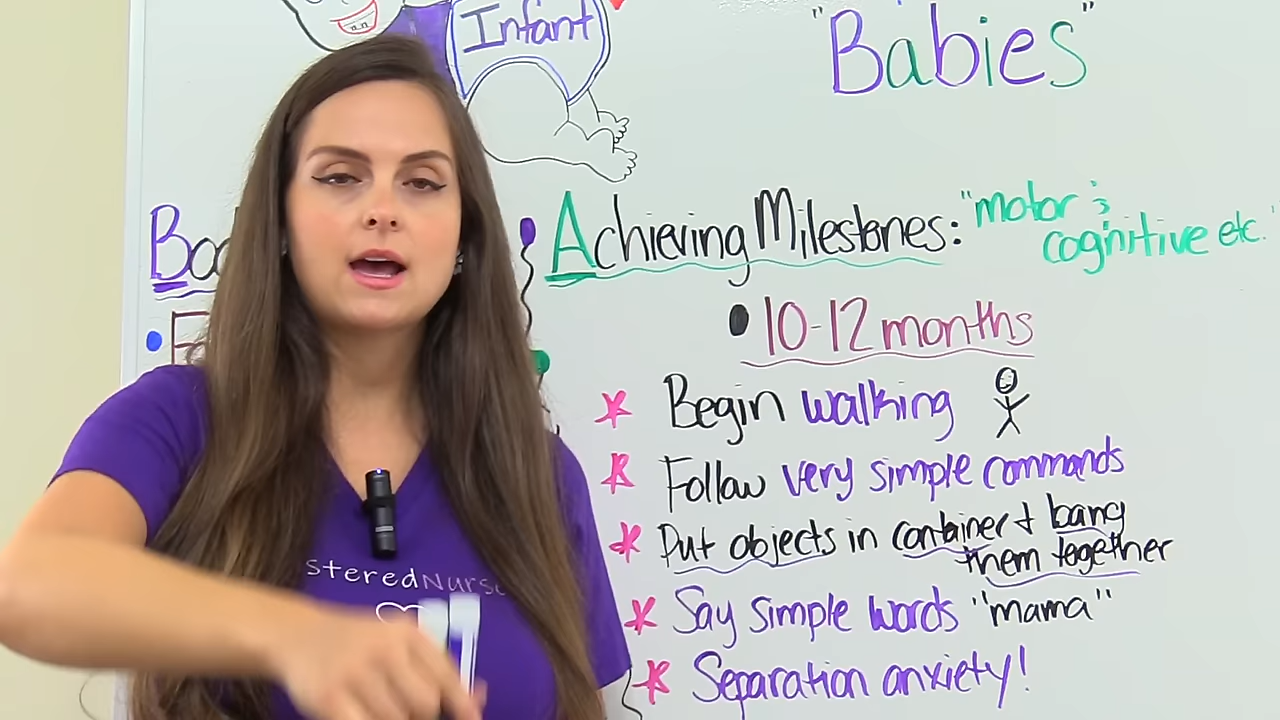 Infant
"Babies"
Achieving Milestones: "motor &
cognitive etc."
10-12 months
Begin walking
Follow very simple commands
Put objects in container + bang
them together
Say simple words "mama"
Separation anxiety!
steredNurse